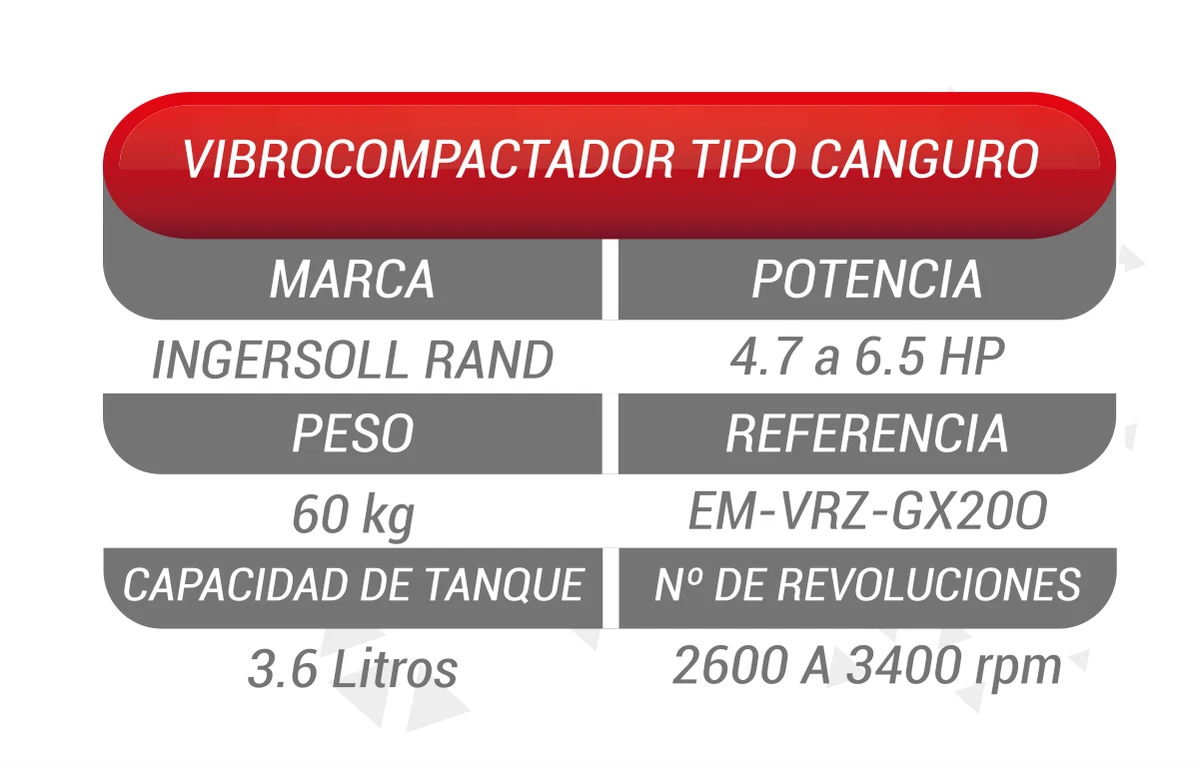 VIBROCOMPACTADOR TIPO CANGURO
MARCA
POTENCIA
INGERSOLL RAND
4.7 a 6.5 HP
PESO
REFERENCIA
60 kg
EM-VRZ-GX20O
CAPACIDAD DE TANQUE
Nº DE REVOLUCIONES
3.6 Litros
2600 A 3400 rpm